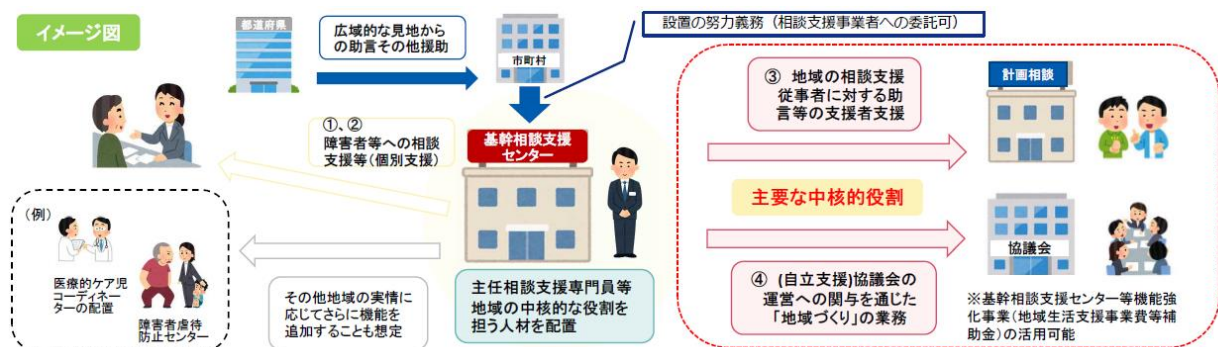 イメージ図
都道府県
広域的な見地から
の助言その他援助
市町村
設置の努力義務（相談支援事業者への委託可）
①、②
障害者等への相談
支援等（個別支援）
基幹相談支援
センター
主任相談支援専門員等
地域の中核的な役割を
担う人材を配置
（例）
医療的ケア児
コーディネー
ターの配置
障害者虐待
防止センター
その他地域の実情に
応じてさらに機能を
追加することも想定
③ 地域の相談支援
従事者に対する助
言等の支援者支援
計画相談
主要な中核的役割
④ (自立支援)協議会の
運営への関与を通じた
「地域づくり」の業務
協議会
※基幹相談支援センター等機能強
化事業（地域生活支援事業費等補
助金）の活用可能